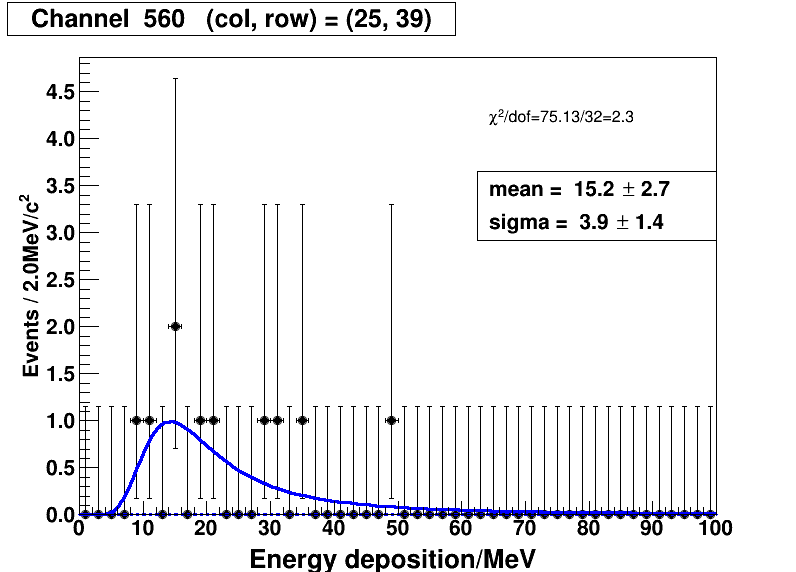 Channel 560 (col, row) = (25, 39)
χ²/dof=75.13/32=2.3
mean = 15.2 ± 2.7
sigma = 3.9 ± 1.4
Events / 2.0MeV/c²
4.5
4.0
3.5
3.0
2.5
2.0
1.5
1.0
0.5
0.0
0 10 20 30 40 50 60 70 80 90 100
Energy deposition/MeV